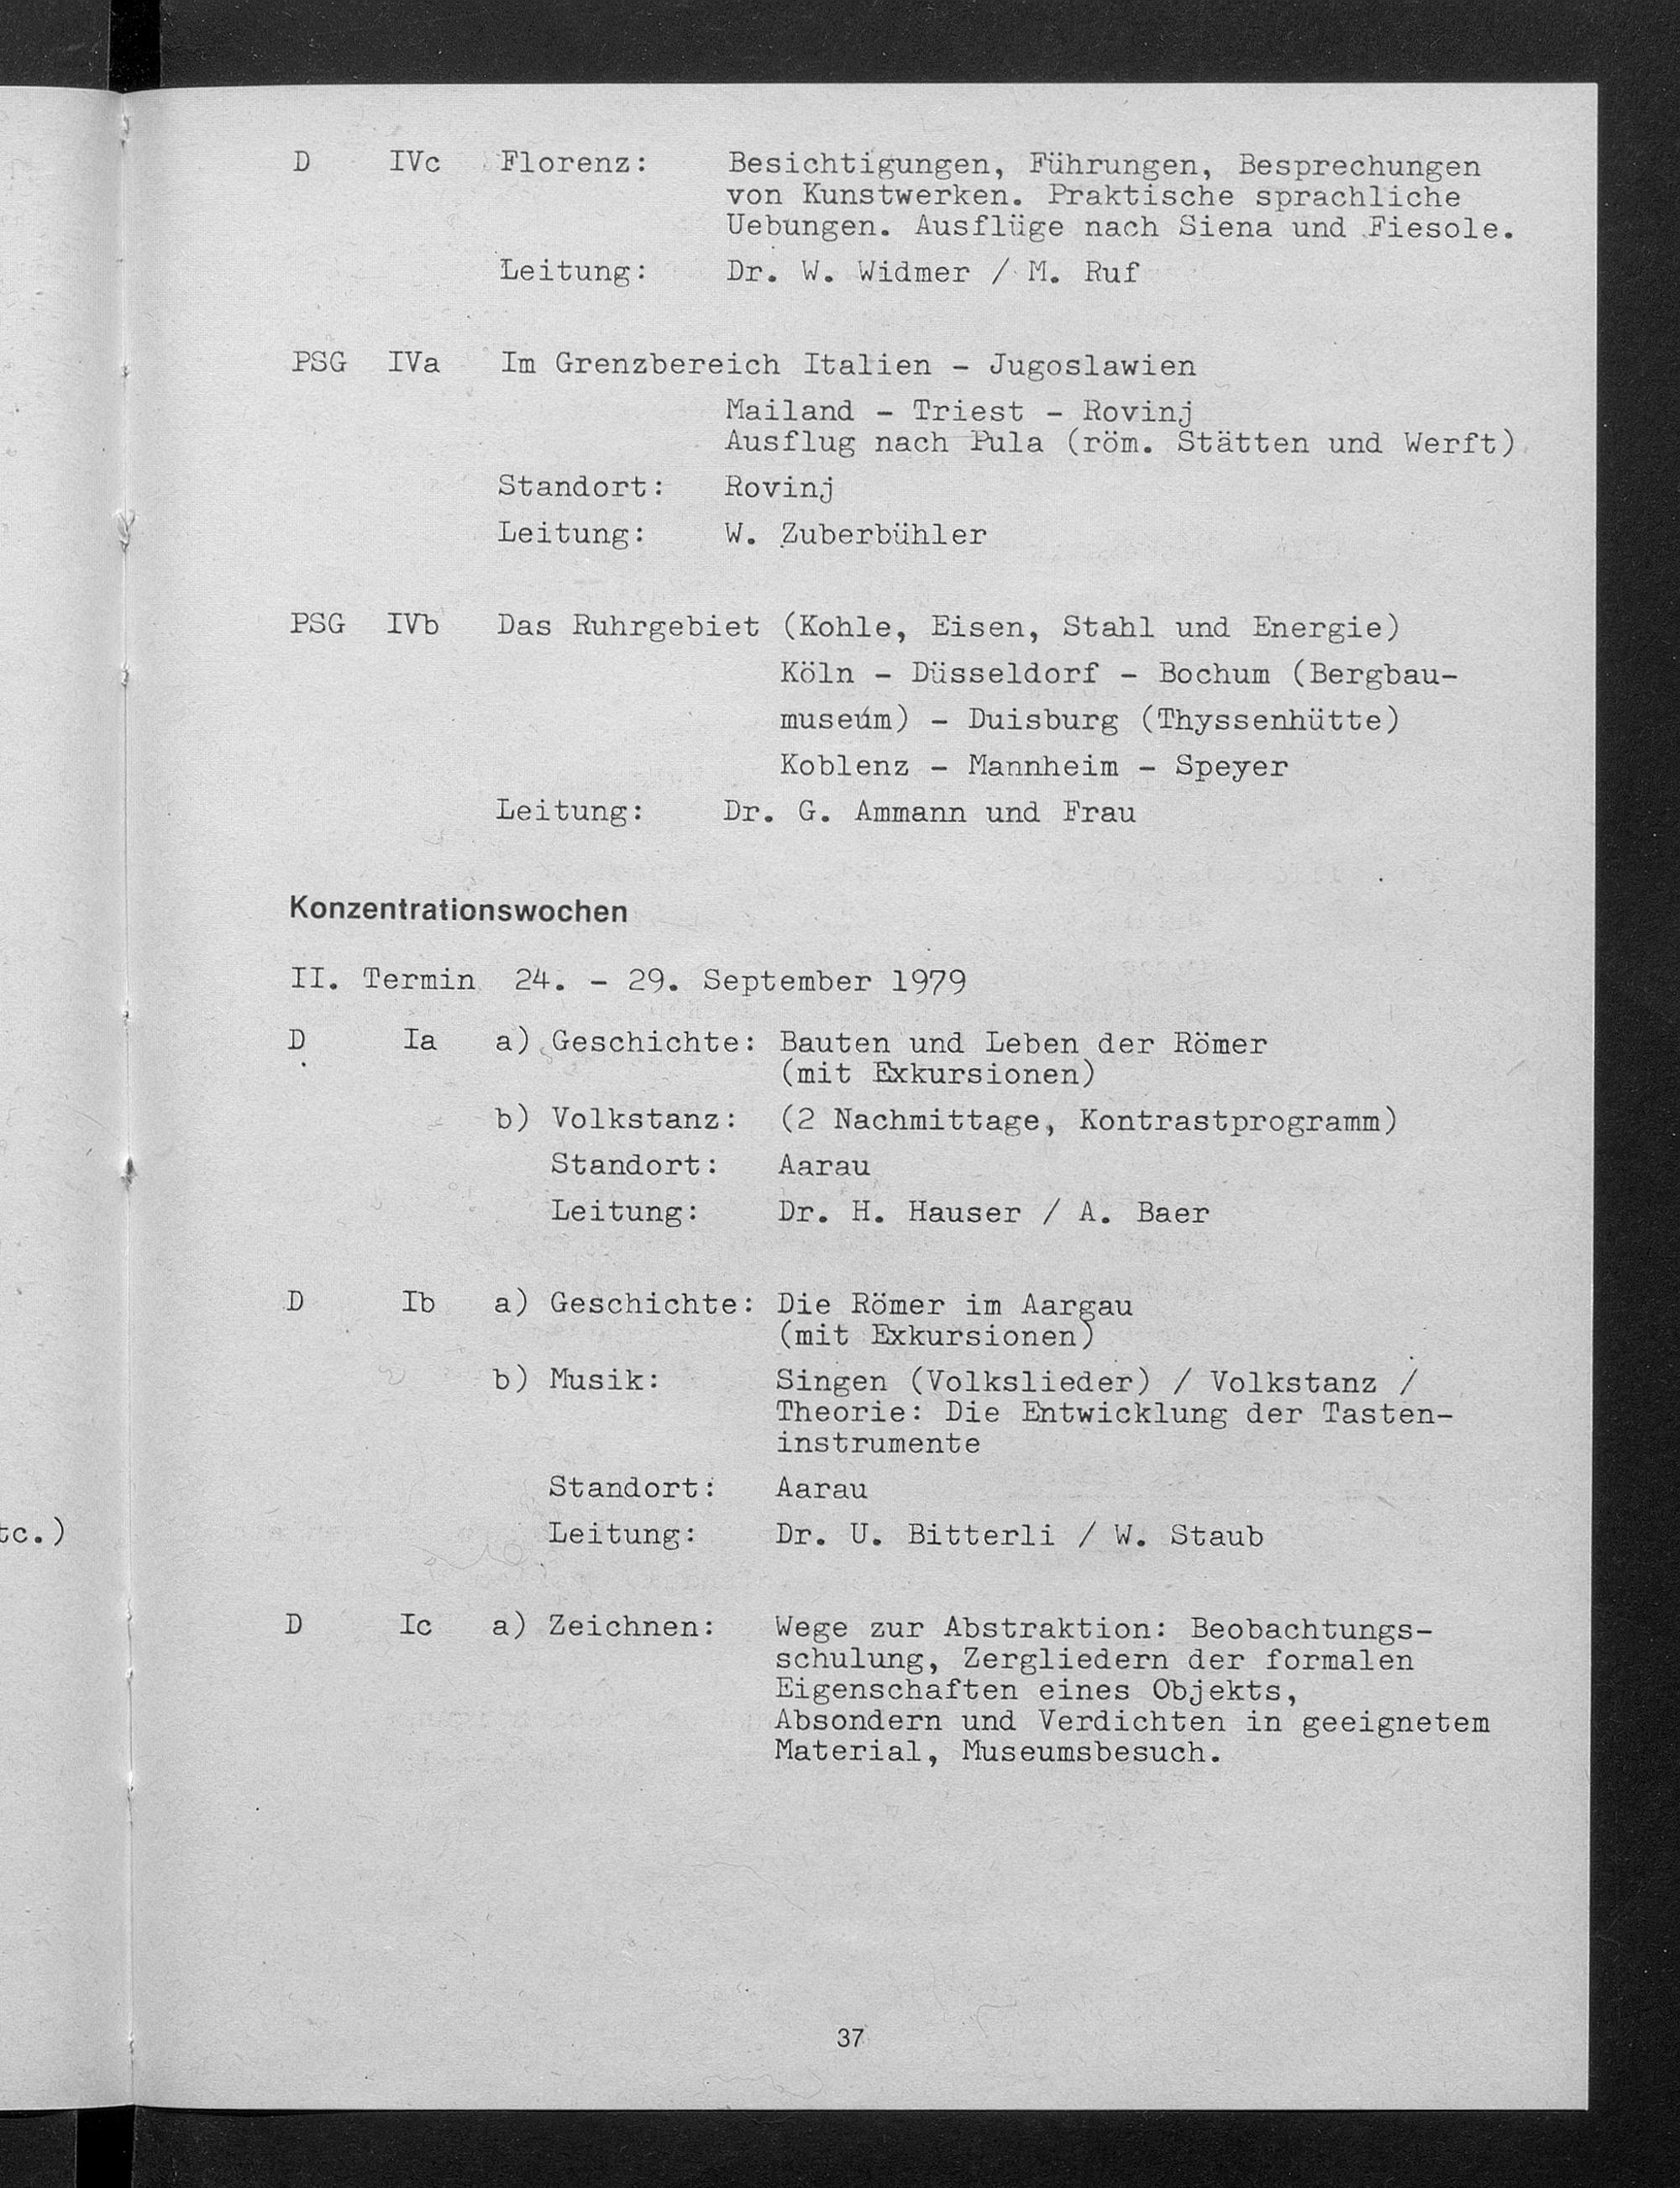 D IVc Florenz: Besichtigungen, Führungen, Besprechungen
von Kunstwerken. Praktische sprachliche
Uebungen. Ausflüge nach Siena und Fiesole.
Leitung: Dr. W. Widmer / M. Ruf
PSG IVa Im Grenzbereich Italien - Jugoslawien
Mailand - Triest - Rovinj
Ausflug nach Pula (röm. Stätten und Werft)
Standort: Rovinj
Leitung: W. Zuberbühler
PSG IVb Das Ruhrgebiet (Kohle, Eisen, Stahl und Energie)
Köln - Düsseldorf - Bochum (Bergbau-
museum) - Duisburg (Thyssenhütte)
Koblenz - Mannheim - Speyer
Leitung: Dr. G. Ammann und Frau
Konzentrationswochen
II. Termin 24. - 29. September 1979
D Ia a) Geschichte: Bauten und Leben der Römer
(mit Exkursionen)
b) Volkstanz: (2 Nachmittage, Kontrastprogramm)
Standort: Aarau
Leitung: Dr. H. Hauser / A. Baer
D Ib a) Geschichte: Die Römer im Aargau
(mit Exkursionen)
b) Musik: Singen (Volkslieder) / Volkstanz /
Theorie: Die Entwicklung der Tasten-
instrumente
Standort: Aarau
tc.)
Leitung: Dr. U. Bitterli / W. Staub
D Ic a) Zeichnen: Wege zur Abstraktion: Beobachtungs-
schulung, Zergliedern der formalen
Eigenschaften eines Objekts,
Absondern und Verdichten in geeignetem
Material, Museumsbesuch.
37